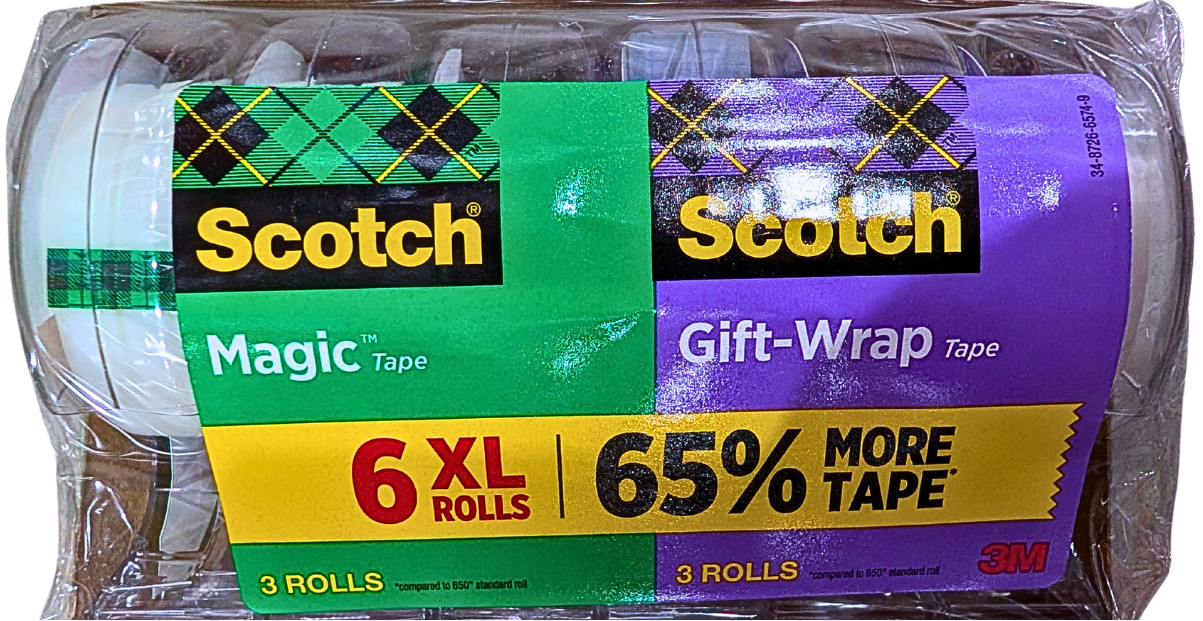 Scotch®
Magic™ Tape
Scotch®
Gift-Wrap Tape
34-8726-6574-9
6 XL ROLLS
65% MORE TAPE*
3 ROLLS *compared to 650" standard roll
3 ROLLS *compared to 650" standard roll
3M